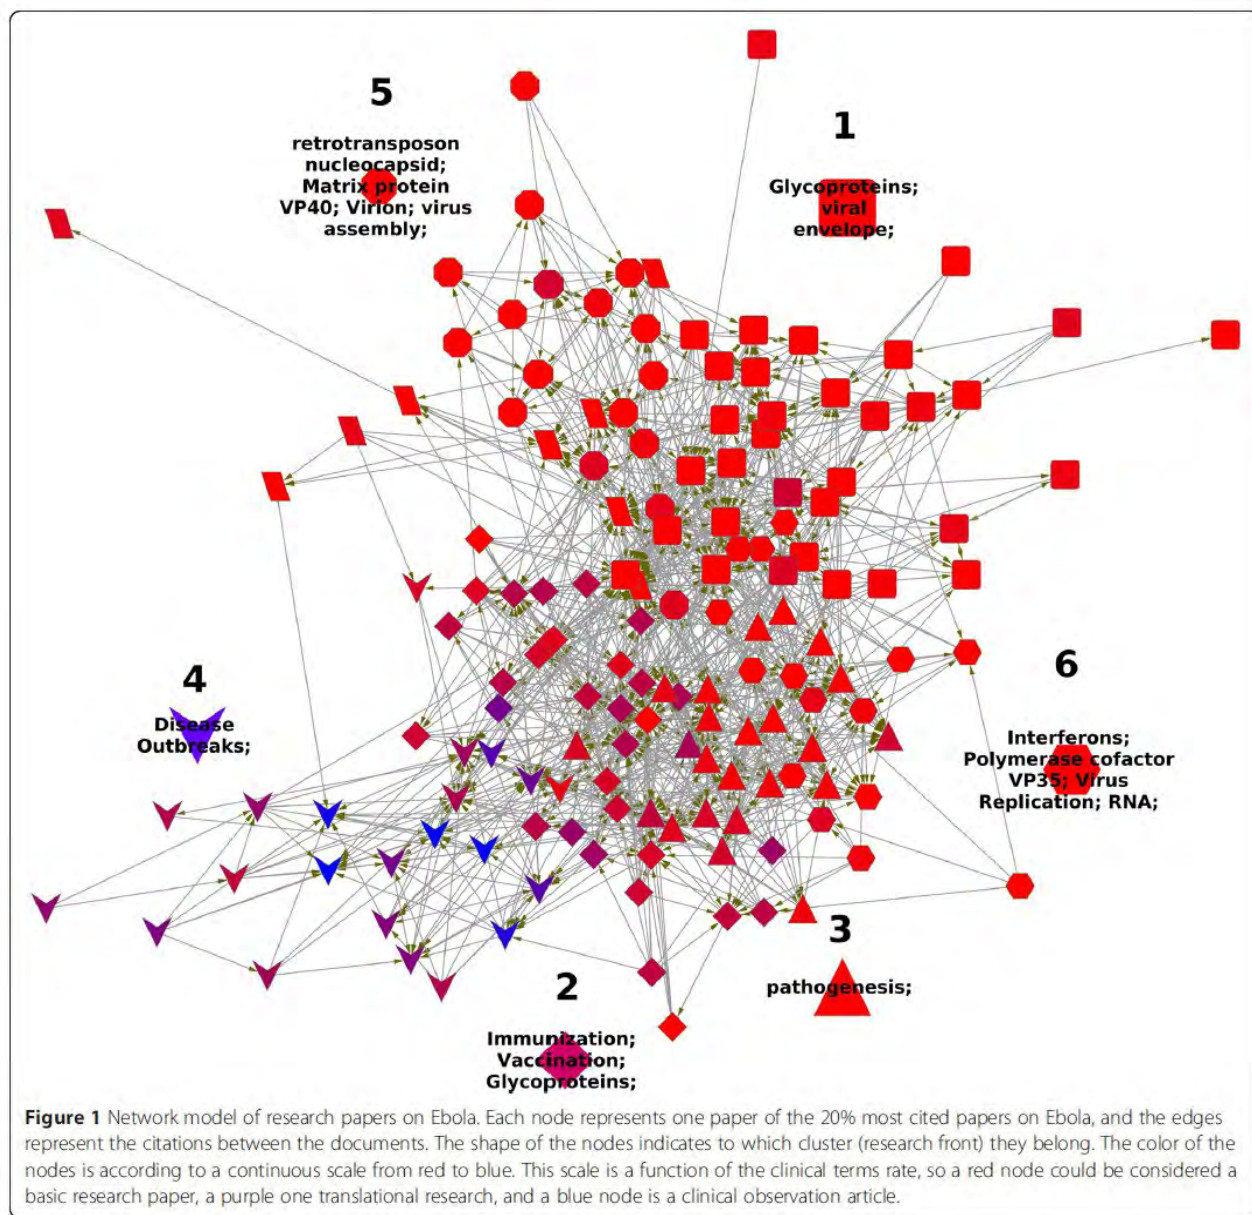 5
retrotransposon
nucleocapsid;
Matrix protein
VP40; Virion; virus
assembly;
1
Glycoproteins;
viral
envelope;
4
Disease
Outbreaks;
6
Interferons;
Polymerase cofactor
VP35; Virus
Replication; RNA;
3
pathogenesis;
2
Immunization;
Vaccination;
Glycoproteins;
Figure 1 Network model of research papers on Ebola. Each node represents one paper of the 20% most cited papers on Ebola, and the edges
represent the citations between the documents. The shape of the nodes indicates to which cluster (research front) they belong. The color of the
nodes is according to a continuous scale from red to blue. This scale is a function of the clinical terms rate, so a red node could be considered a
basic research paper, a purple one translational research, and a blue node is a clinical observation article.